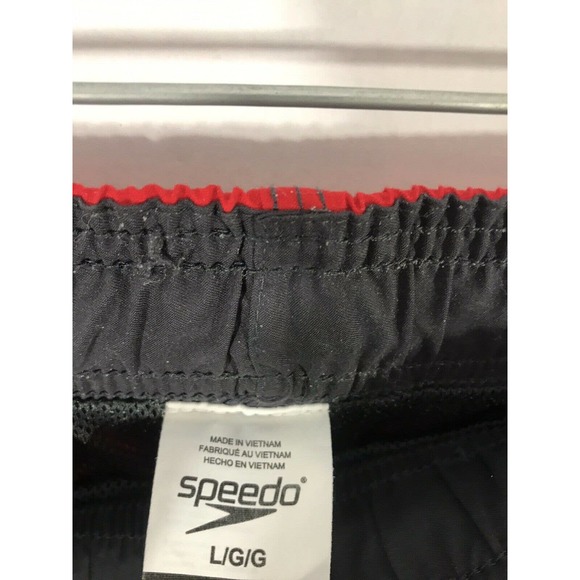 MADE IN VIETNAM
FABRIQUÉ AU VIETNAM
HECHO EN VIETNAM
speedo®
L/G/G